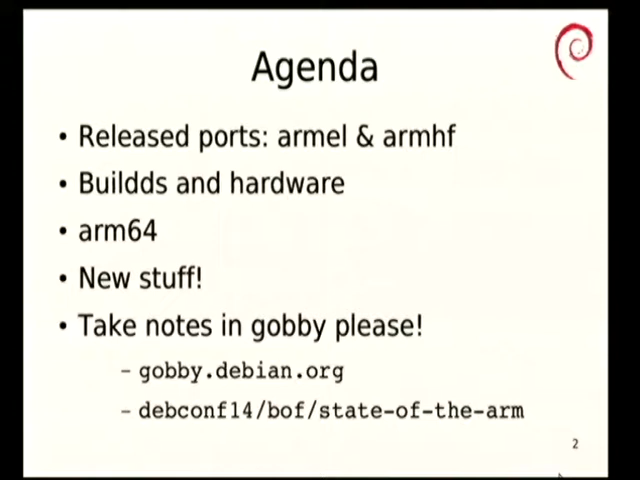 Agenda
• Released ports: armel & armhf
• Buildds and hardware
• arm64
• New stuff!
• Take notes in gobby please!
– gobby.debian.org
– debconf14/bof/state-of-the-arm
2